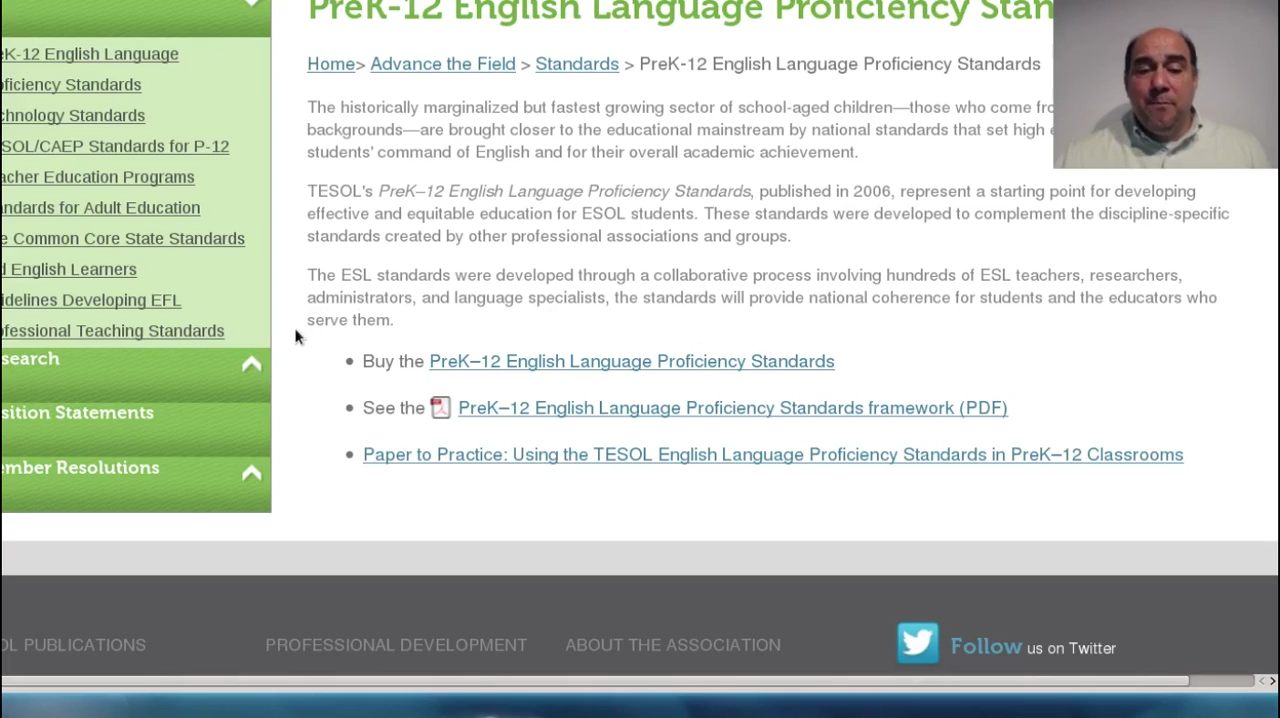 PreK-12 English Language Proficiency Stan
eK-12 English Language
oficiency Standards
chnology Standards
SOL/CAEP Standards for P-12
acher Education Programs
andards for Adult Education
e Common Core State Standards
d English Learners
idelines Developing EFL
ofessional Teaching Standards
search
sition Statements
ember Resolutions
Home> Advance the Field > Standards > PreK-12 English Language Proficiency Standards
The historically marginalized but fastest growing sector of school-aged children—those who come fro
backgrounds—are brought closer to the educational mainstream by national standards that set high e
students' command of English and for their overall academic achievement.
TESOL's PreK–12 English Language Proficiency Standards, published in 2006, represent a starting point for developing
effective and equitable education for ESOL students. These standards were developed to complement the discipline-specific
standards created by other professional associations and groups.
The ESL standards were developed through a collaborative process involving hundreds of ESL teachers, researchers,
administrators, and language specialists, the standards will provide national coherence for students and the educators who
serve them.
• Buy the PreK–12 English Language Proficiency Standards
• See the PreK–12 English Language Proficiency Standards framework (PDF)
• Paper to Practice: Using the TESOL English Language Proficiency Standards in PreK–12 Classrooms
OL PUBLICATIONS
PROFESSIONAL DEVELOPMENT
ABOUT THE ASSOCIATION
Follow us on Twitter